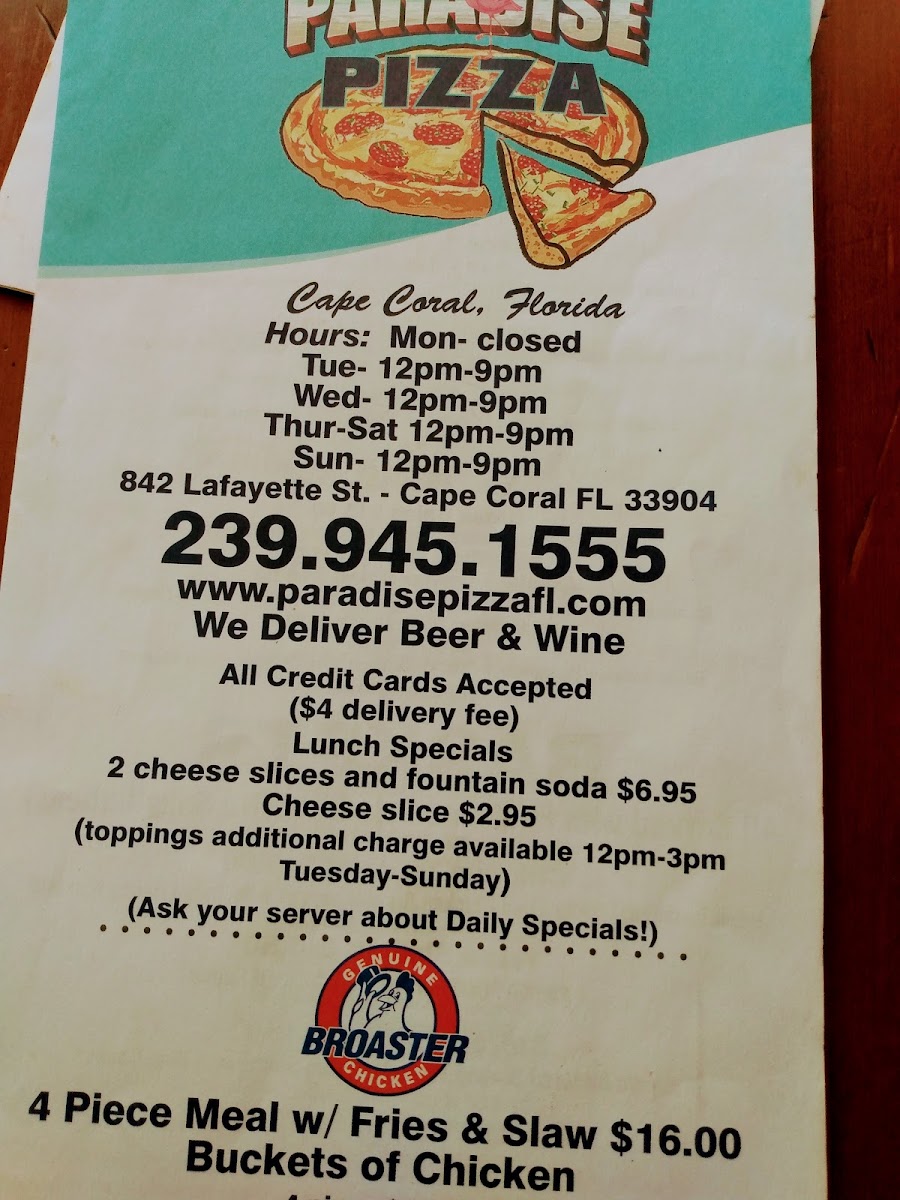 PARADISE
PIZZA
Cape Coral, Florida
Hours: Mon- closed
Tue- 12pm-9pm
Wed- 12pm-9pm
Thur-Sat 12pm-9pm
Sun- 12pm-9pm
842 Lafayette St. - Cape Coral FL 33904
239.945.1555
www.paradisepizzafl.com
We Deliver Beer & Wine
All Credit Cards Accepted
($4 delivery fee)
Lunch Specials
2 cheese slices and fountain soda $6.95
Cheese slice $2.95
(toppings additional charge available 12pm-3pm
Tuesday-Sunday)
(Ask your server about Daily Specials!)
GENUINE
BROASTER
CHICKEN
4 Piece Meal w/ Fries & Slaw $16.00
Buckets of Chicken